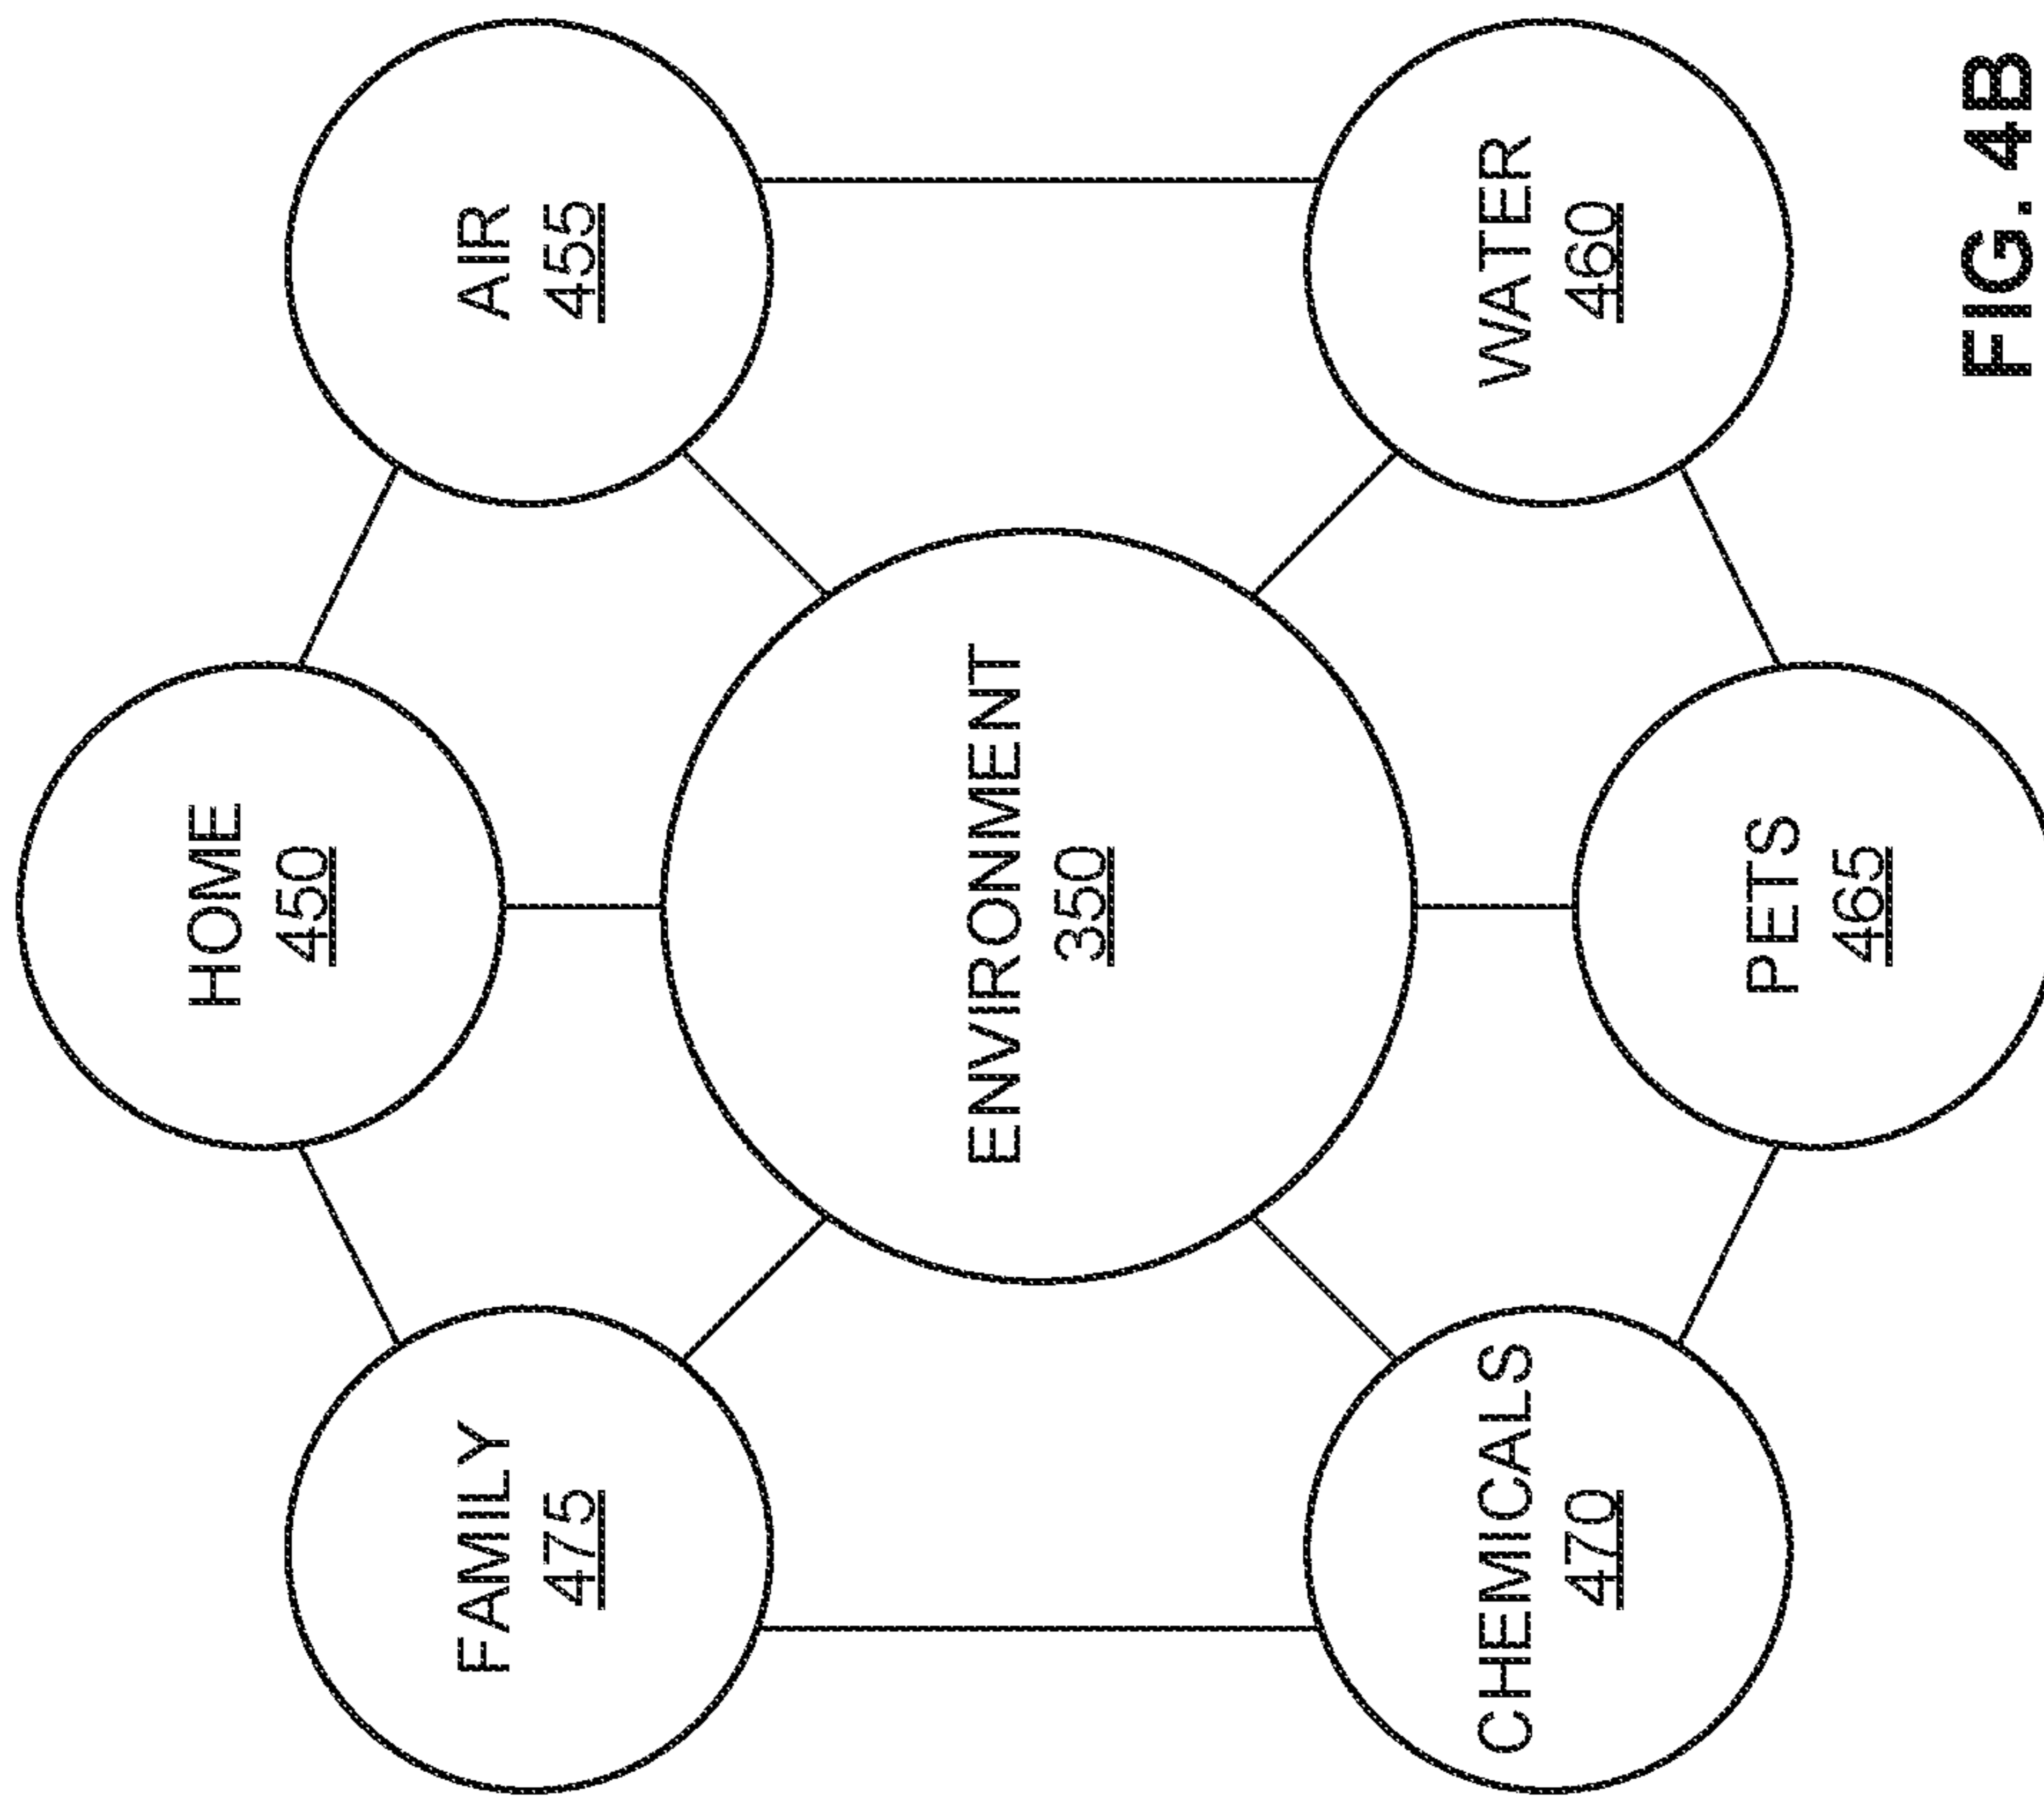 HOME
450
AIR
455
FAMILY
475
ENVIRONMENT
350
WATER
460
CHEMICALS
470
PETS
465
FIG. 4B